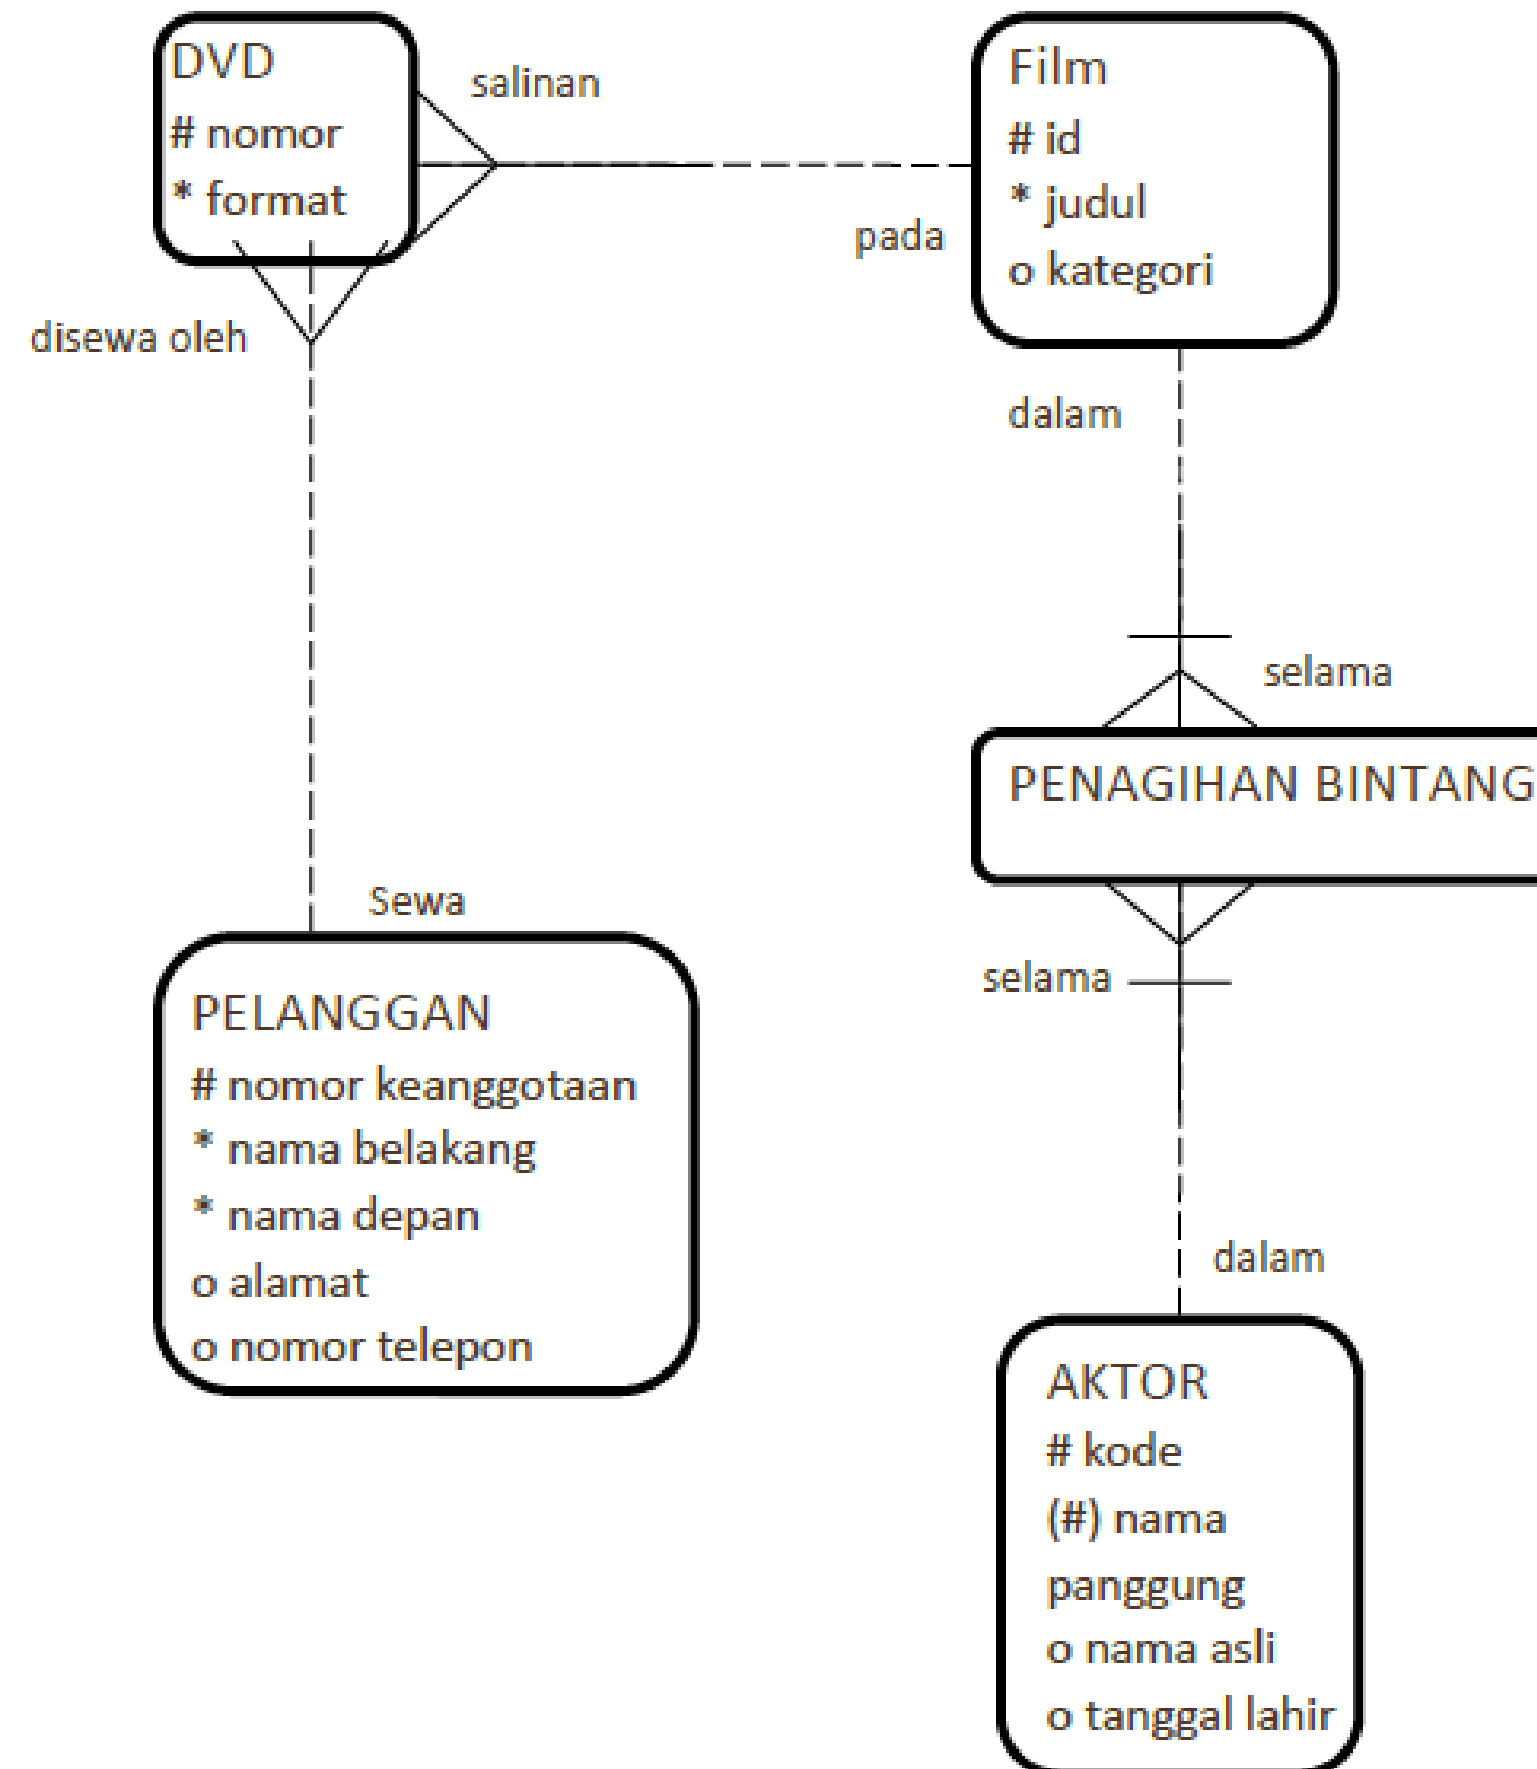 DVD
# nomor
* format
salinan
Film
# id
* judul
o kategori
pada
disewa oleh
dalam
selama
PENAGIHAN BINTANG
Sewa
selama
PELANGGAN
# nomor keanggotaan
* nama belakang
* nama depan
o alamat
o nomor telepon
dalam
AKTOR
# kode
(#) nama
panggung
o nama asli
o tanggal lahir